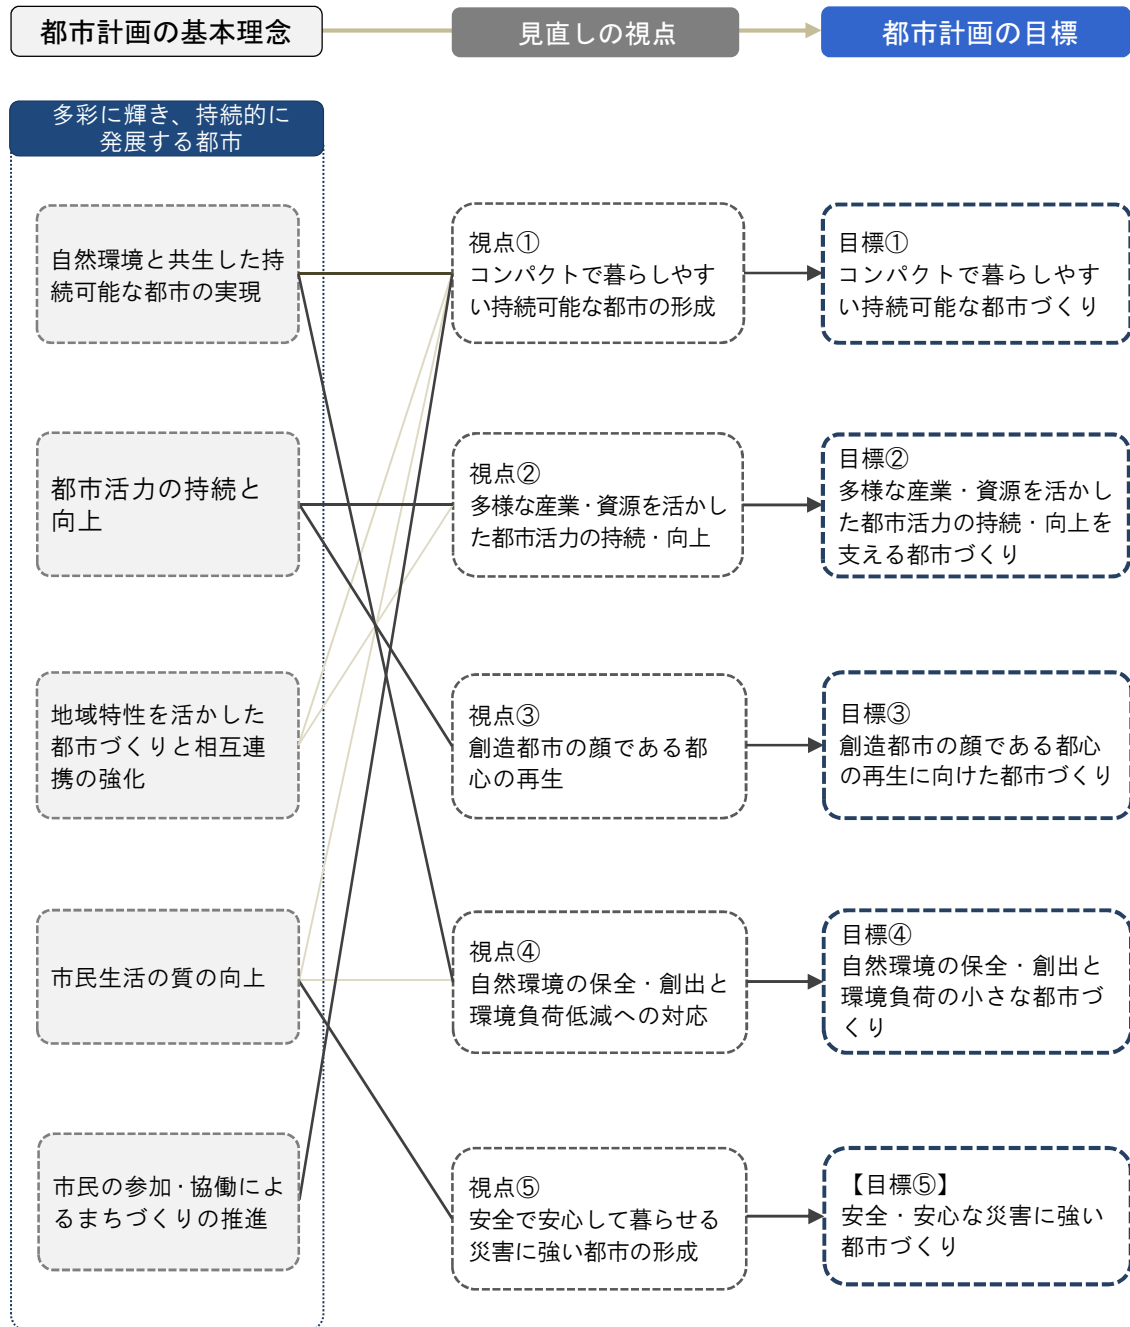 都市計画の基本理念
見直しの視点
都市計画の目標
多彩に輝き、持続的に
発展する都市
自然環境と共生した持
続可能な都市の実現
視点①
コンパクトで暮らしやす
い持続可能な都市の形成
目標①
コンパクトで暮らしやす
い持続可能な都市づくり
都市活力の持続と
向上
視点②
多様な産業・資源を活かし
た都市活力の持続・向上
目標②
多様な産業・資源を活かし
た都市活力の持続・向上を
支える都市づくり
地域特性を活かした
都市づくりと相互連
携の強化
視点③
創造都市の顔である都
心の再生
目標③
創造都市の顔である都心
の再生に向けた都市づくり
市民生活の質の向上
視点④
自然環境の保全・創出と
環境負荷低減への対応
目標④
自然環境の保全・創出と
環境負荷の小さな都市づ
くり
市民の参加・協働によ
るまちづくりの推進
視点⑤
安全で安心して暮らせる
災害に強い都市の形成
【目標⑤】
安全・安心な災害に強い
都市づくり